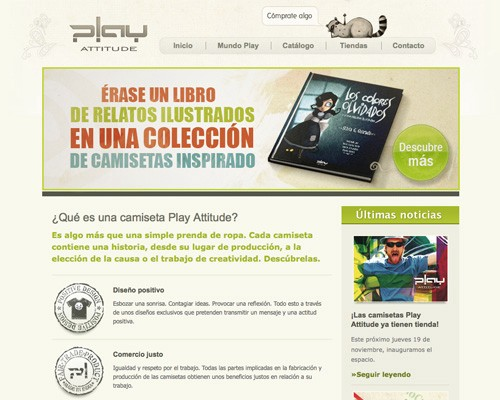 Cómprate algo
play
ATTITUDE
Inicio
Mundo Play
Catálogo
Tiendas
Contacto
ÉRASE UN LIBRO
DE RELATOS ILUSTRADOS
EN UNA COLECCIÓN
DE CAMISETAS INSPIRADO
LOS COLORES
OLVIDADOS
Descubre
más
¿Qué es una camiseta Play Attitude?
Es algo más que una simple prenda de ropa. Cada camiseta
contiene una historia, desde su lugar de producción, a la
elección de la causa o el trabajo de creatividad. Descúbrelas.
POSITIVE DESIGN
Diseño positivo
Esbozar una sonrisa. Contagiar ideas. Provocar una reflexión. Todo esto a través
de unos diseños exclusivos que pretenden transmitir un mensaje y una actitud
positiva.
FAIR TRADE PRODUCT
Comercio justo
Igualdad y respeto por el trabajo. Todas las partes implicadas en la fabricación y
producción de las camisetas obtienen unos beneficios justos en relación a su
trabajo.
Últimas noticias
play
¡Las camisetas Play
Attitude ya tienen tienda!
Este próximo jueves 19 de
noviembre, inauguramos el
espacio.
»Seguir leyendo